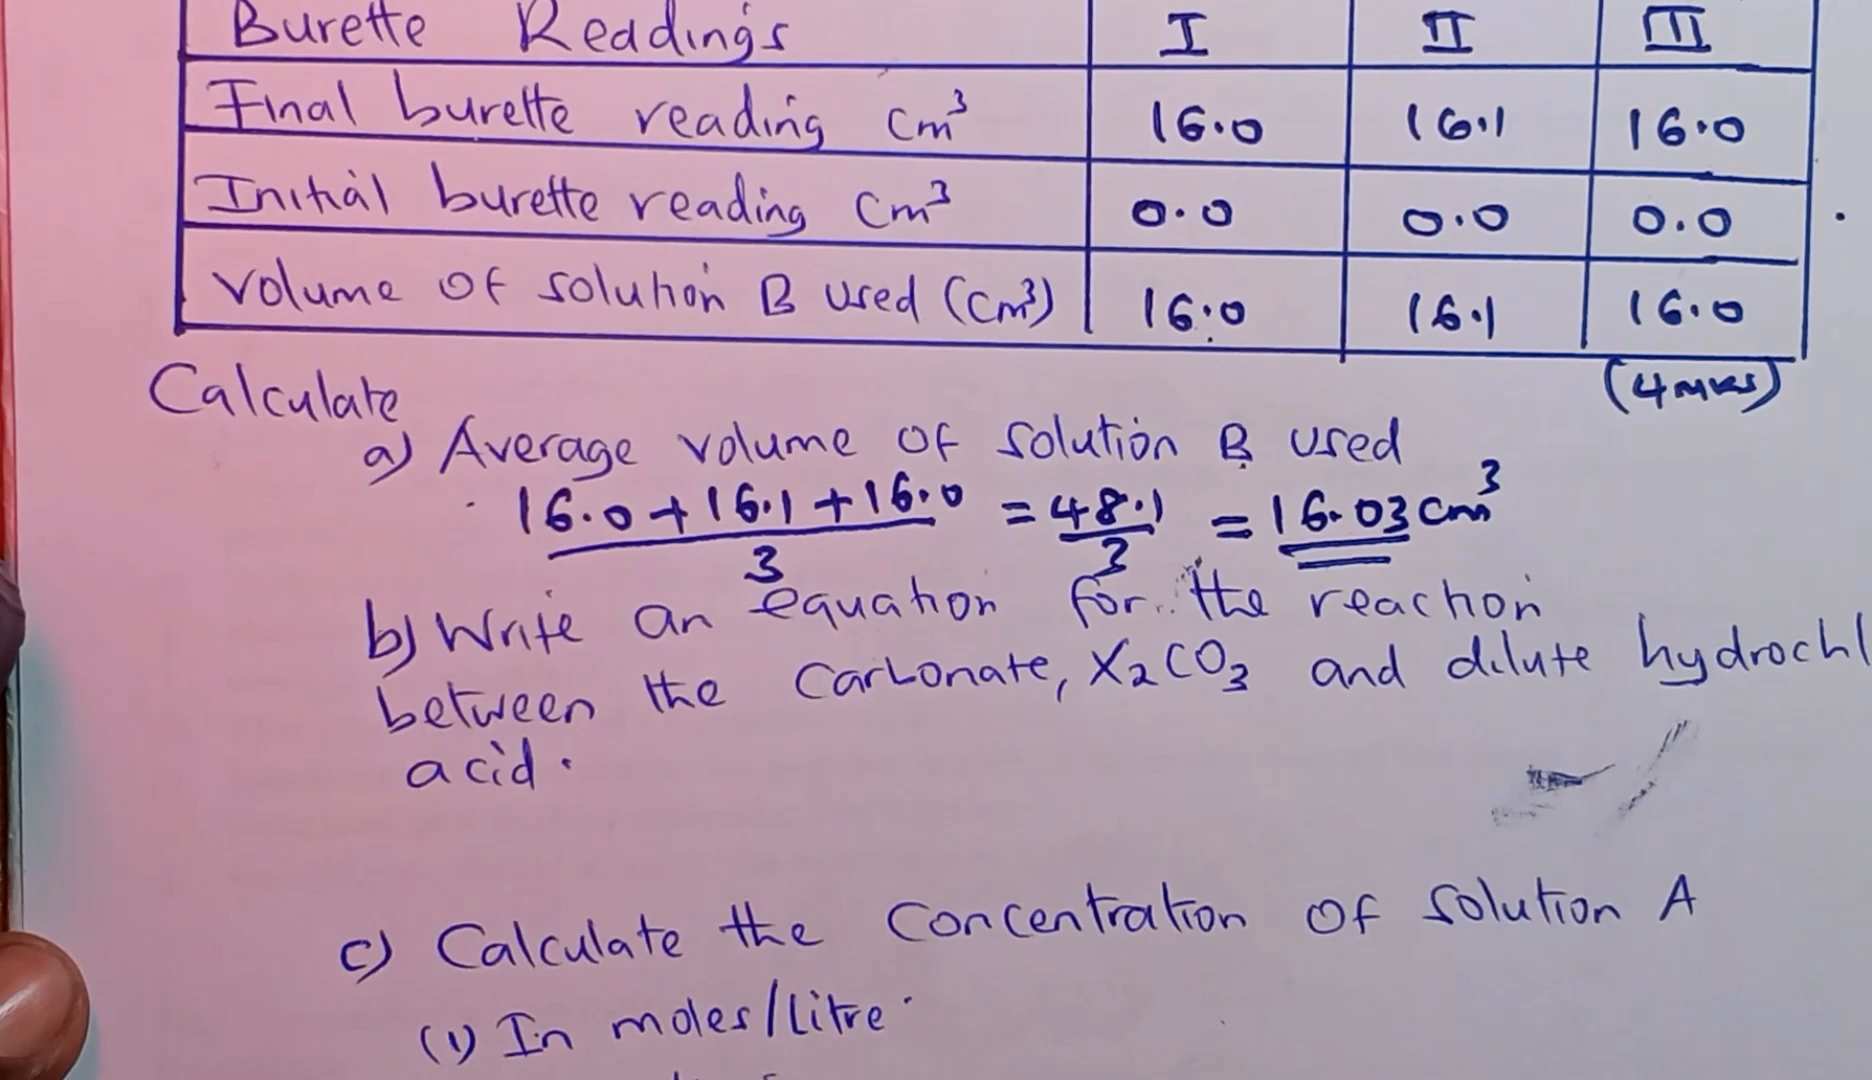 Burette Readings I II III
Final burette reading cm³ 16.0 16.1 16.0
Initial burette reading cm³ 0.0 0.0 0.0
Volume of solution B used (cm³) 16.0 16.1 16.0
(4mks)
Calculate
a) Average volume of solution B used
16.0 + 16.1 + 16.0 = 48.1 = 16.03 cm³
3 3
b) Write an equation for the reaction
between the carbonate, X₂CO₃ and dilute hydrochl
acid.
c) Calculate the concentration of solution A
(i) In moles/litre.